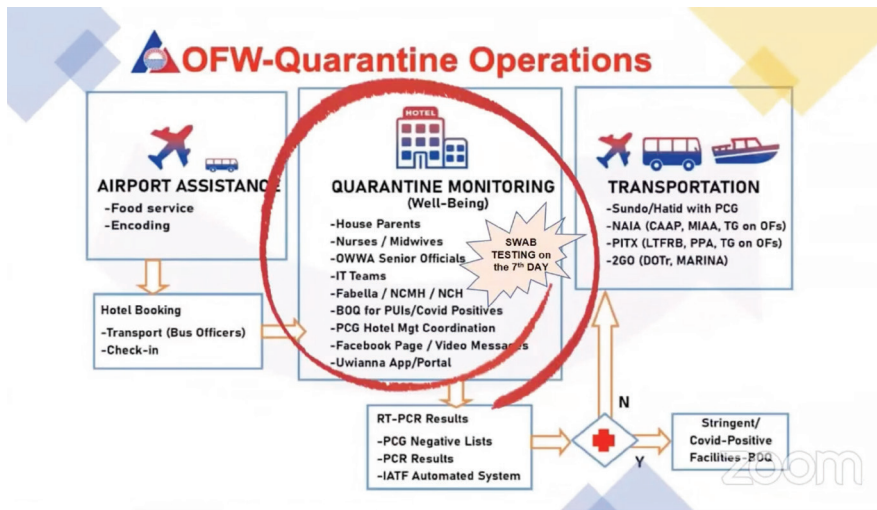 OFW-Quarantine Operations
AIRPORT ASSISTANCE
-Food service
-Encoding
Hotel Booking
-Transport (Bus Officers)
-Check-in
HOTEL
QUARANTINE MONITORING
(Well-Being)
-House Parents
-Nurses / Midwives
-OWWA Senior Officials
-IT Teams
-Fabella / NCMH / NCH
-BOQ for PUIs/Covid Positives
-PCG Hotel Mgt Coordination
-Facebook Page / Video Messages
-Uwianna App/Portal
SWAB
TESTING on
the 7th DAY
TRANSPORTATION
-Sundo/Hatid with PCG
-NAIA (CAAP, MIAA, TG on OFs)
-PITX (LTFRB, PPA, TG on OFs)
-2GO (DOTr, MARINA)
RT-PCR Results
-PCG Negative Lists
-PCR Results
-IATF Automated System
N
Y
Stringent/
Covid-Positive
Facilities-BOQ
zoom